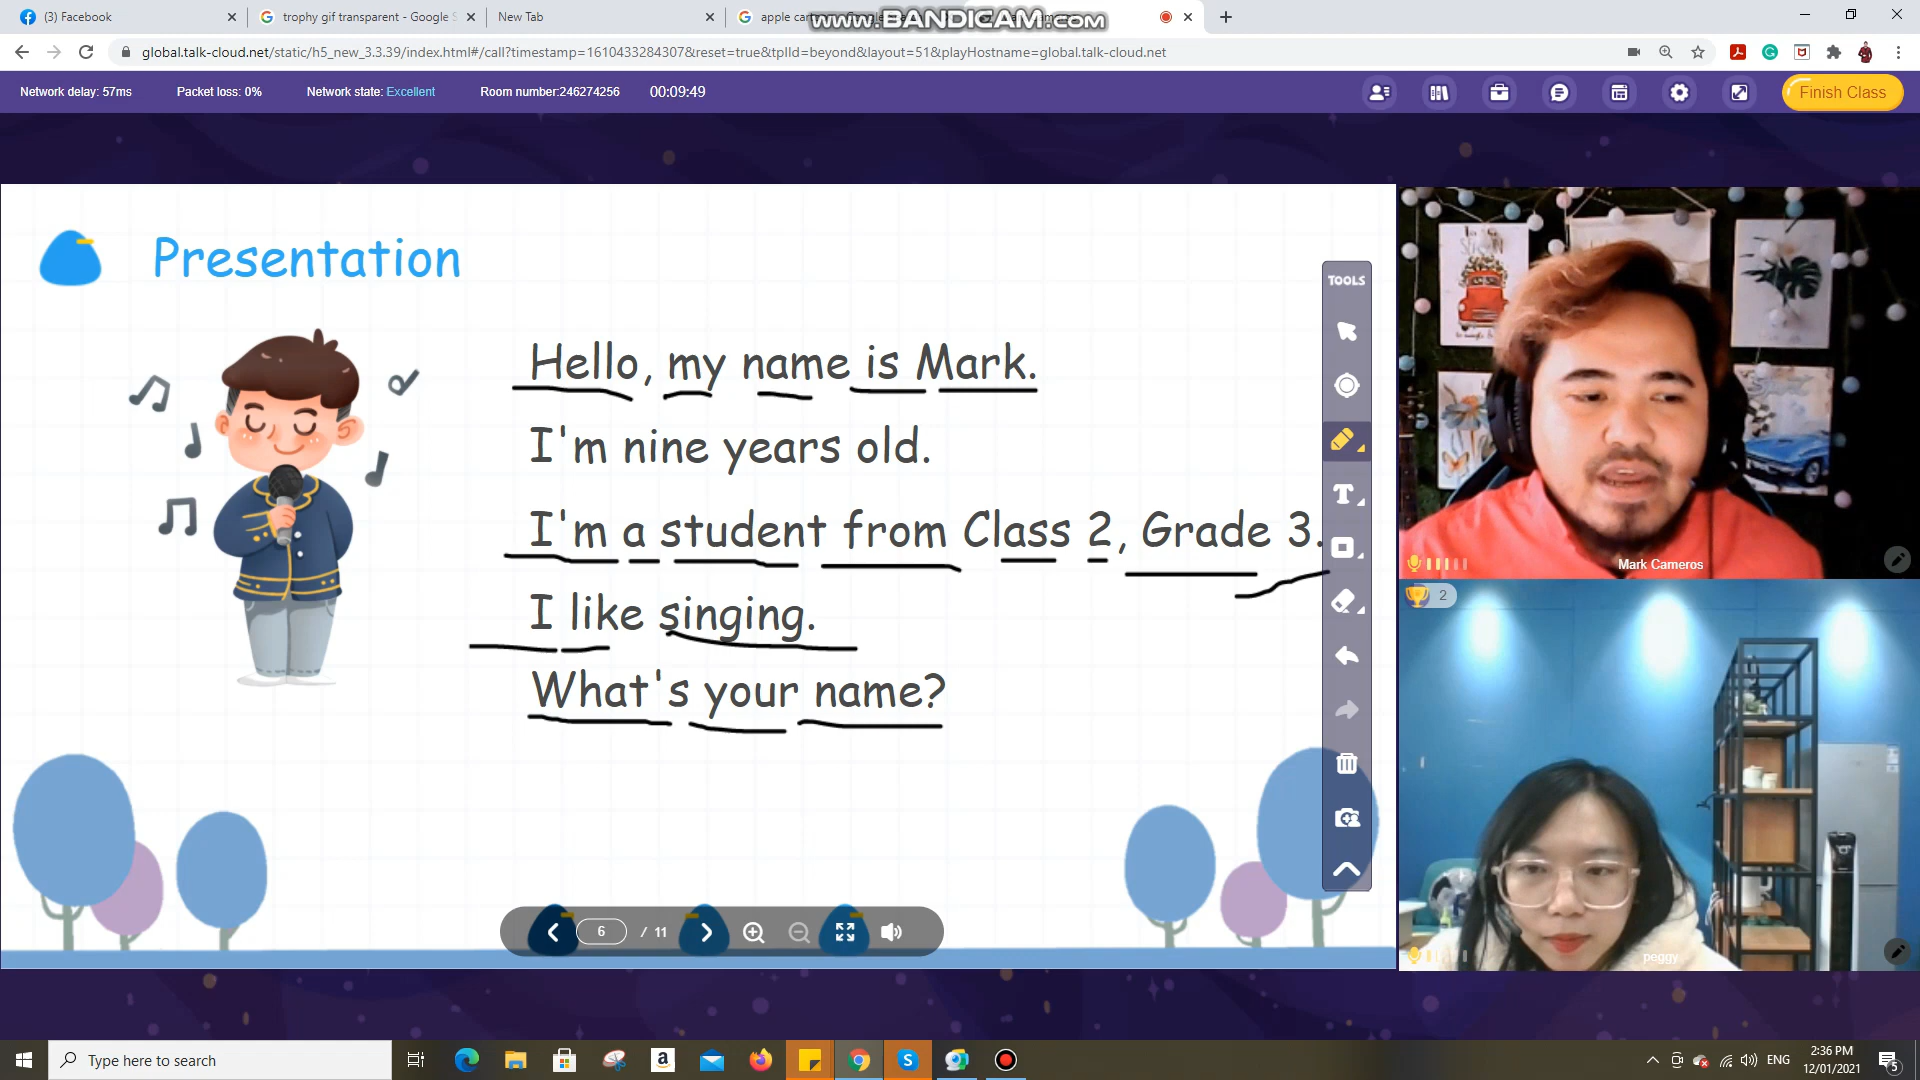 (3) Facebook
trophy gif transparent - Google S
New Tab
apple cart
www.BANDICAM.com
global.talk-cloud.net/static/h5_new_3.3.39/index.html#/call?timestamp=1610433284307&reset=true&tplId=beyond&layout=51&playHostname=global.talk-cloud.net
Network delay: 57ms
Packet loss: 0%
Network state: Excellent
Room number:246274256
00:09:49
Finish Class
Presentation
Hello, my name is Mark.
I'm nine years old.
I'm a student from Class 2, Grade 3.
I like singing.
What's your name?
TOOLS
T
6 / 11
Mark Cameros
2
peggy
Type here to search
ENG
2:36 PM
12/01/2021
5